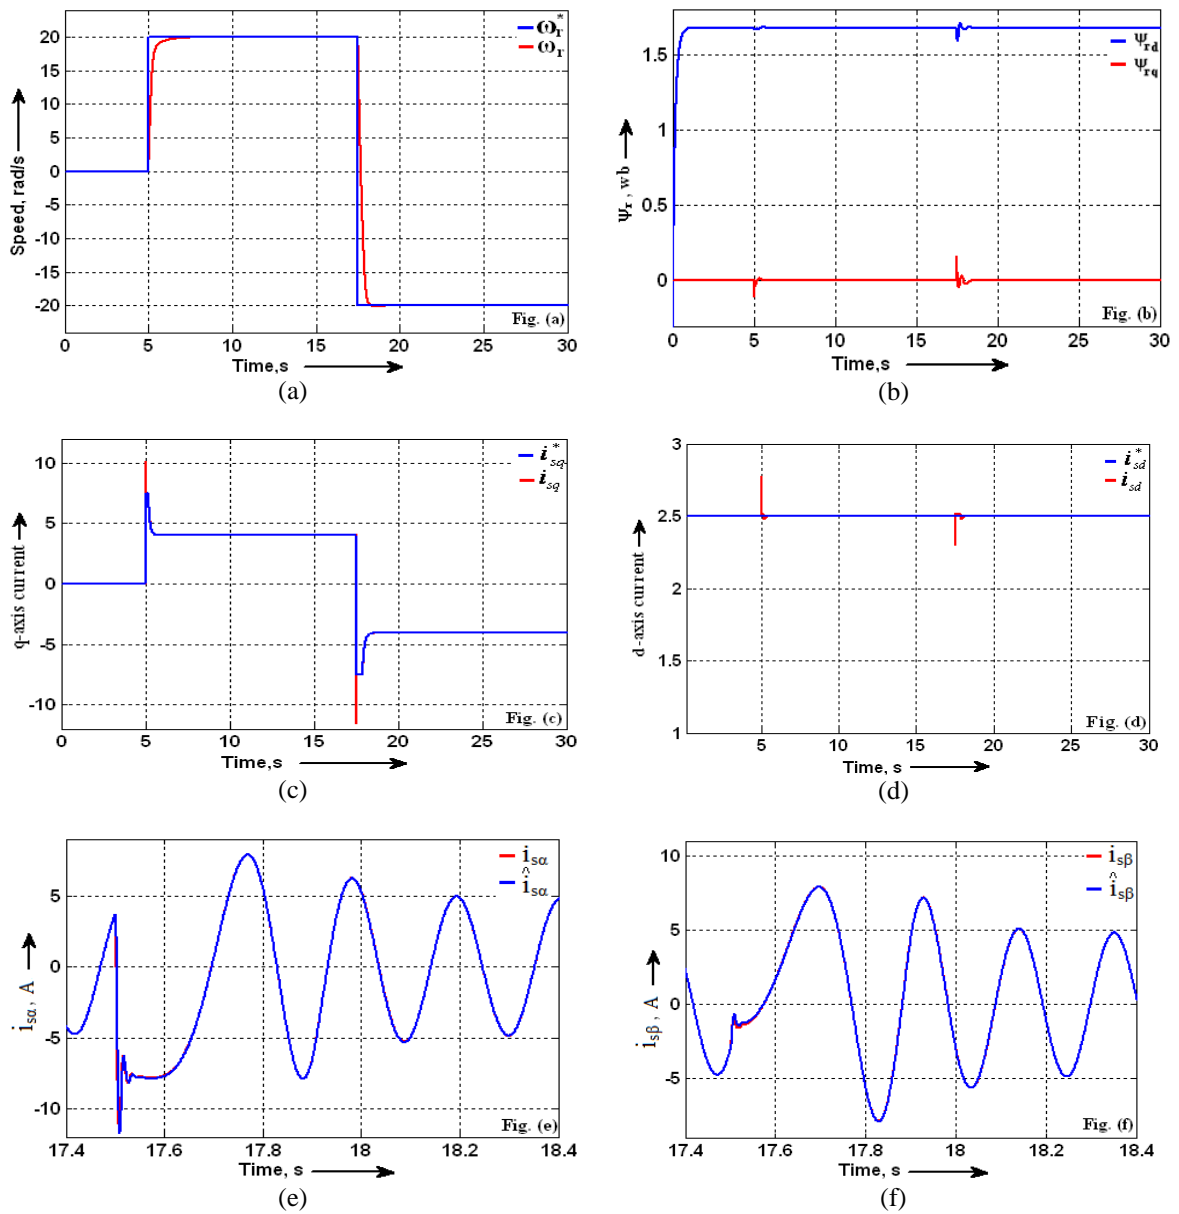 Speed, rad/s
20
15
10
5
0
-5
-10
-15
-20
ω*r
ωr
Fig. (a)
0 5 10 15 20 25 30
Time,s
(a)
Ψr , wb
1.5
1
0.5
0
Ψrd
Ψrq
Fig. (b)
0 5 10 15 20 25 30
Time,s
(b)
q-axis current
10
5
0
-5
-10
i*sq
isq
Fig. (c)
0 5 10 15 20 25 30
Time,s
(c)
d-axis current
3
2.5
2
1.5
1
i*sd
isd
Fig. (d)
5 10 15 20 25 30
Time, s
(d)
isα , A
5
0
-5
-10
isα
îsα
Fig. (e)
17.4 17.6 17.8 18 18.2 18.4
Time, s
(e)
isβ , A
10
5
0
-5
isβ
îsβ
Fig. (f)
17.4 17.6 17.8 18 18.2 18.4
Time, s
(f)